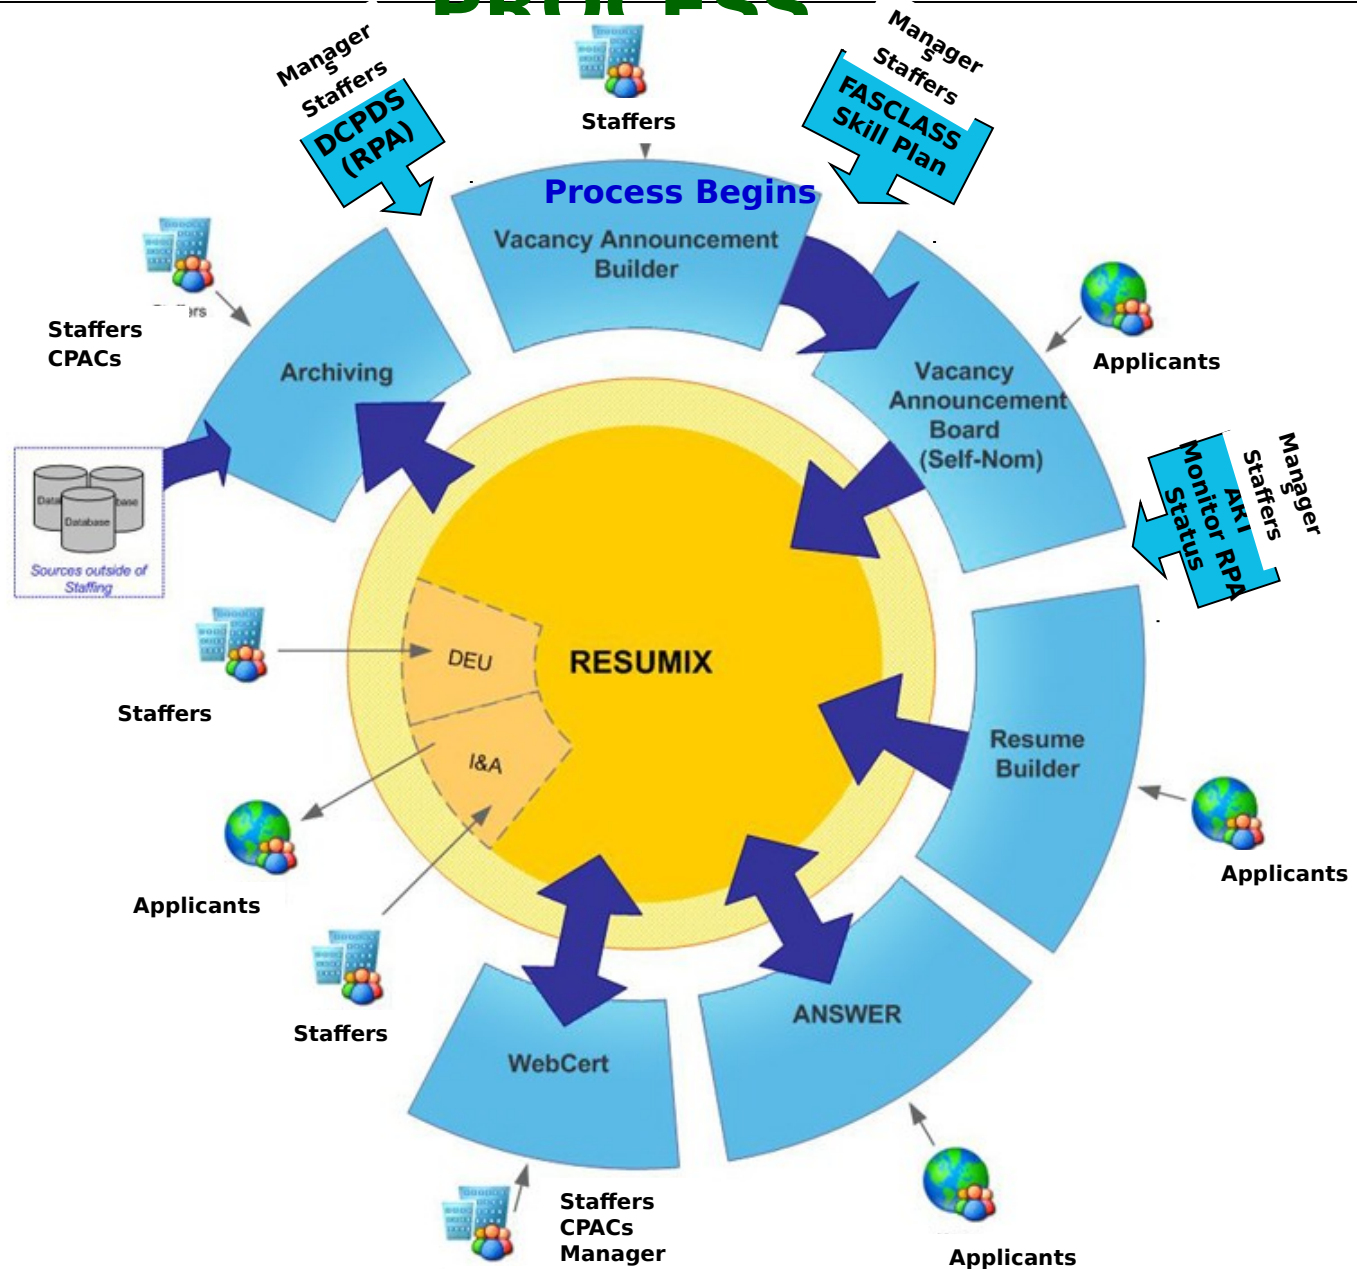 PROCESS
Manager
s
Staffers
DCPDS
(RPA)
Staffers
Manager
s
Staffers
FASCLASS
Skill Plan
Process Begins
Vacancy Announcement
Builder
Staffers
CPACs
Archiving
Vacancy
Announcement
Board
(Self-Nom)
Applicants
Manager
s
Staffers
ART
Monitor RPA
Status
Database
Sources outside of
Staffing
DEU
RESUMIX
Staffers
I&A
Resume
Builder
Applicants
Applicants
Staffers
ANSWER
WebCert
Staffers
CPACs
Manager
Applicants